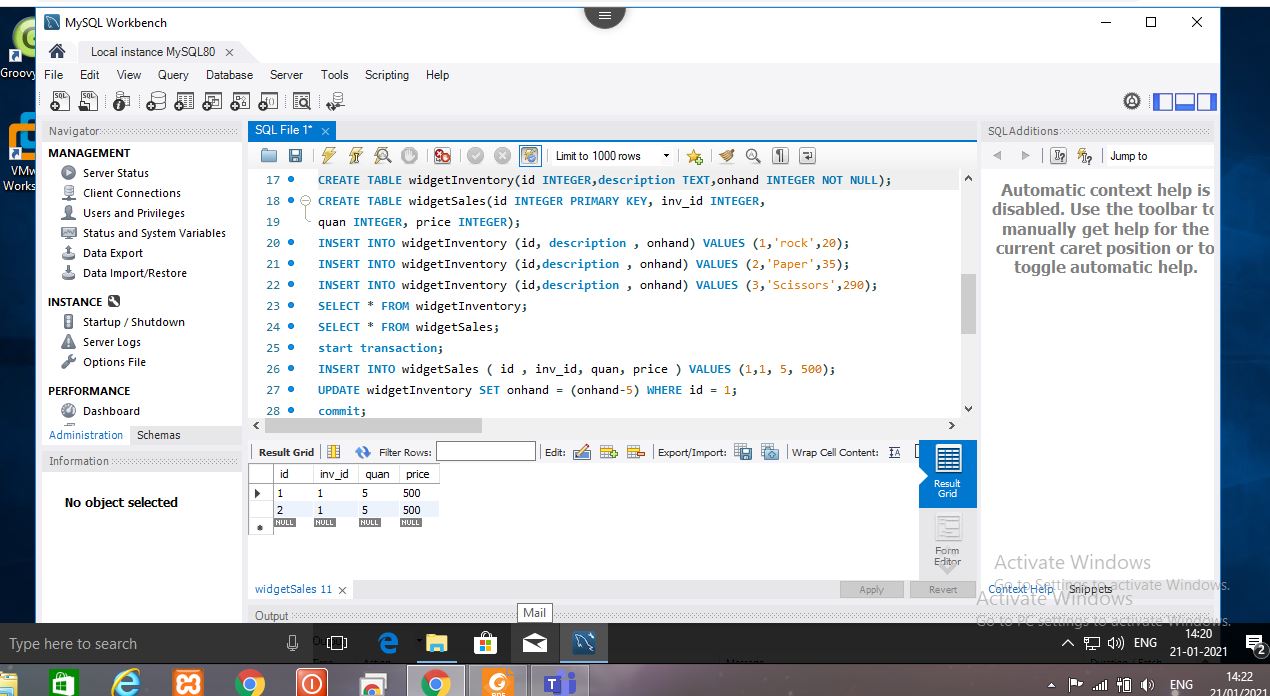 MySQL Workbench
Groovy
VMw
Works
Local instance MySQL80
File Edit View Query Database Server Tools Scripting Help
Navigator
MANAGEMENT
Server Status
Client Connections
Users and Privileges
Status and System Variables
Data Export
Data Import/Restore
INSTANCE
Startup / Shutdown
Server Logs
Options File
PERFORMANCE
Dashboard
Administration Schemas
Information
No object selected
SQL File 1*
Limit to 1000 rows
17 CREATE TABLE widgetInventory(id INTEGER,description TEXT,onhand INTEGER NOT NULL);
18 CREATE TABLE widgetSales(id INTEGER PRIMARY KEY, inv_id INTEGER,
19 quan INTEGER, price INTEGER);
20 INSERT INTO widgetInventory (id, description , onhand) VALUES (1,'rock',20);
21 INSERT INTO widgetInventory (id,description , onhand) VALUES (2,'Paper',35);
22 INSERT INTO widgetInventory (id,description , onhand) VALUES (3,'Scissors',290);
23 SELECT * FROM widgetInventory;
24 SELECT * FROM widgetSales;
25 start transaction;
26 INSERT INTO widgetSales ( id , inv_id, quan, price ) VALUES (1,1, 5, 500);
27 UPDATE widgetInventory SET onhand = (onhand-5) WHERE id = 1;
28 commit;
Result Grid Filter Rows: Edit: Export/Import: Wrap Cell Content:
id inv_id quan price
1 1 5 500
2 1 5 500
NULL NULL NULL NULL
Result
Grid
Form
Editor
widgetSales 11
Apply Revert
Output
SQLAdditions
Jump to
Automatic context help is
disabled. Use the toolbar to
manually get help for the
current caret position or to
toggle automatic help.
Context Help Snippets
Activate Windows
Go to Settings to activate Windows.
Activate Windows
Go to PC settings to activate Windows.
Mail
Type here to search
ENG
14:20
21-01-2021
2
ENG
14:22
21/01/2021